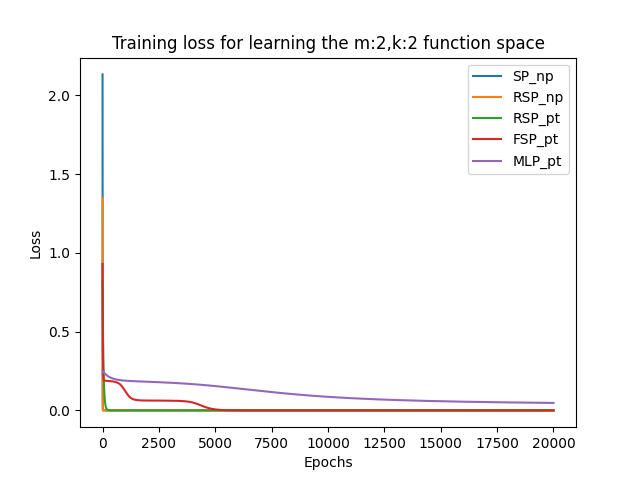 Training loss for learning the m:2,k:2 function space
SP_np
RSP_np
RSP_pt
FSP_pt
MLP_pt
2.0
1.5
1.0
0.5
0.0
Loss
0 2500 5000 7500 10000 12500 15000 17500 20000
Epochs